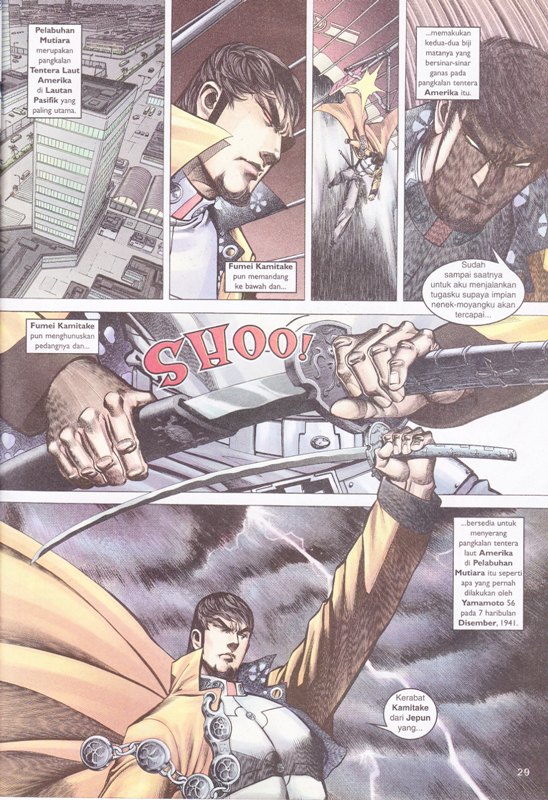 Pelabuhan
Mutiara
merupakan
pangkalan
Tentera Laut
Amerika
di Lautan
Pasifik yang
paling utama.
Fumei Kamitake
pun memandang
ke bawah dan...
...memakukan
kedua-dua biji
matanya yang
bersinar-sinar
ganas pada
pangkalan tentera
Amerika itu.
Sudah
sampai saatnya
untuk aku menjalankan
tugasku supaya impian
nenek-moyangku akan
tercapai...
Fumei Kamitake
pun menghunuskan
pedangnya dan...
SHOO!
...bersedia untuk
menyerang
pangkalan tentera
laut Amerika
di Pelabuhan
Mutiara itu seperti
apa yang pernah
dilakukan oleh
Yamamoto 56
pada 7 haribulan
Disember, 1941.
Kerabat
Kamitake
dari Jepun
yang...
29